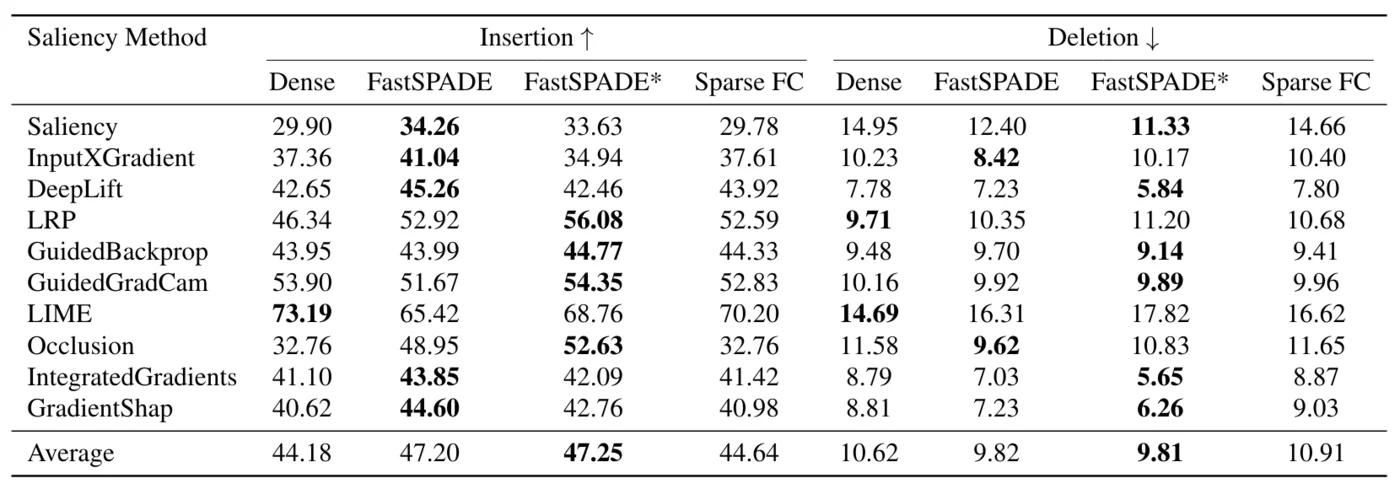 Saliency Method Insertion ↑ Deletion ↓
Dense FastSPADE FastSPADE* Sparse FC Dense FastSPADE FastSPADE* Sparse FC
Saliency 29.90 34.26 33.63 29.78 14.95 12.40 11.33 14.66
InputXGradient 37.36 41.04 34.94 37.61 10.23 8.42 10.17 10.40
DeepLift 42.65 45.26 42.46 43.92 7.78 7.23 5.84 7.80
LRP 46.34 52.92 56.08 52.59 9.71 10.35 11.20 10.68
GuidedBackprop 43.95 43.99 44.77 44.33 9.48 9.70 9.14 9.41
GuidedGradCam 53.90 51.67 54.35 52.83 10.16 9.92 9.89 9.96
LIME 73.19 65.42 68.76 70.20 14.69 16.31 17.82 16.62
Occlusion 32.76 48.95 52.63 32.76 11.58 9.62 10.83 11.65
IntegratedGradients 41.10 43.85 42.09 41.42 8.79 7.03 5.65 8.87
GradientShap 40.62 44.60 42.76 40.98 8.81 7.23 6.26 9.03
Average 44.18 47.20 47.25 44.64 10.62 9.82 9.81 10.91